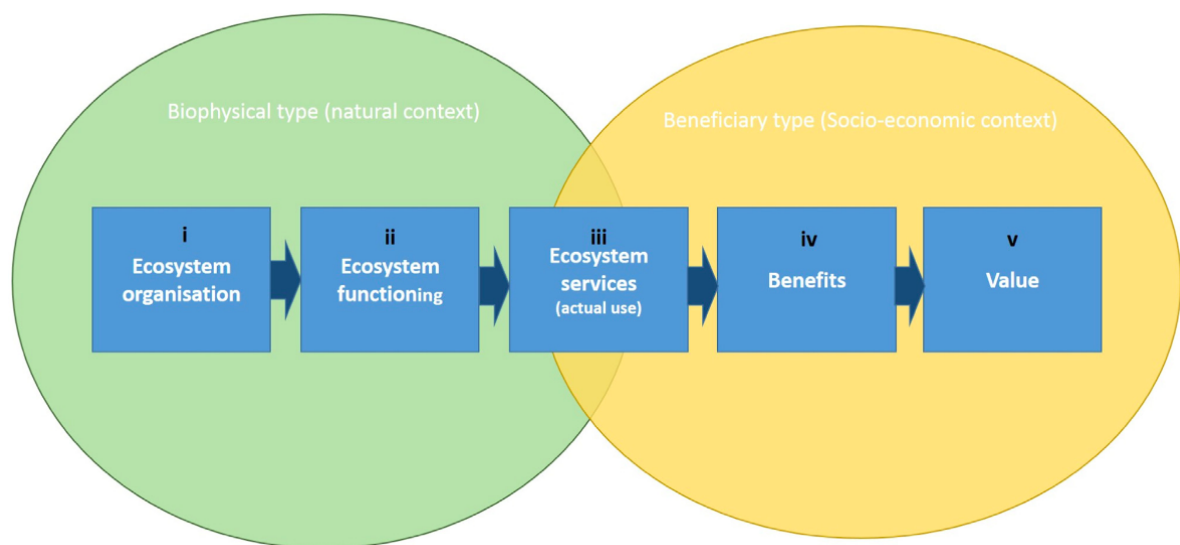 Biophysical type (natural context)
Beneficiary type (Socio-economic context)
i
Ecosystem
organisation
ii
Ecosystem
functioning
iii
Ecosystem
services
(actual use)
iv
Benefits
v
Value